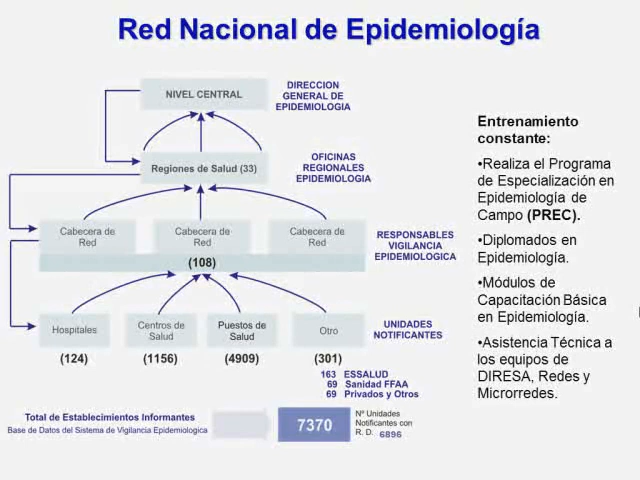 Red Nacional de Epidemiología
NIVEL CENTRAL
DIRECCION
GENERAL DE
EPIDEMIOLOGIA
Regiones de Salud (33)
OFICINAS
REGIONALES
EPIDEMIOLOGIA
Cabecera de
Red
Cabecera de
Red
Cabecera de
Red
(108)
RESPONSABLES
VIGILANCIA
EPIDEMIOLOGICA
Hospitales
(124)
Centros de
Salud
(1156)
Puestos de
Salud
(4909)
Otro
(301)
UNIDADES
NOTIFICANTES
163 ESSALUD
69 Sanidad FFAA
69 Privados y Otros
Total de Establecimientos Informantes
Base de Datos del Sistema de Vigilancia Epidemiologica
7370
Nº Unidades
Notificantes con
R. D. 6896
Entrenamiento
constante:
•Realiza el Programa
de Especialización en
Epidemiología de
Campo (PREC).
•Diplomados en
Epidemiología.
•Módulos de
Capacitación Básica
en Epidemiología.
•Asistencia Técnica a
los equipos de
DIRESA, Redes y
Microrredes.